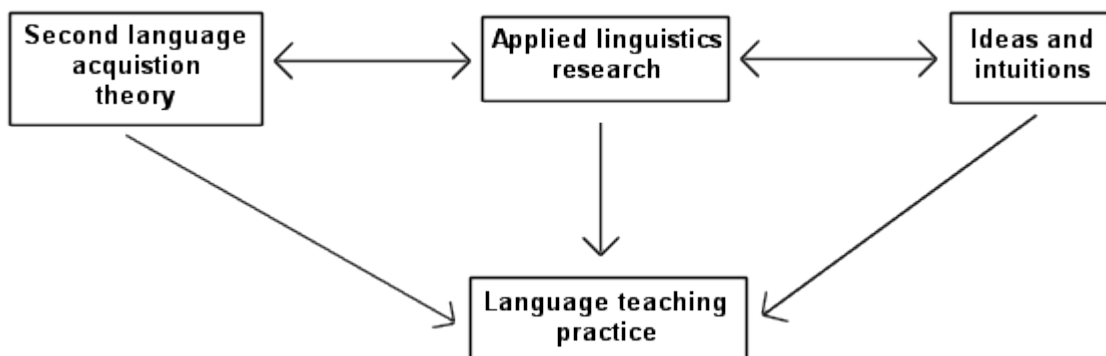 Second language
acquistion
theory
Applied linguistics
research
Ideas and
intuitions
Language teaching
practice